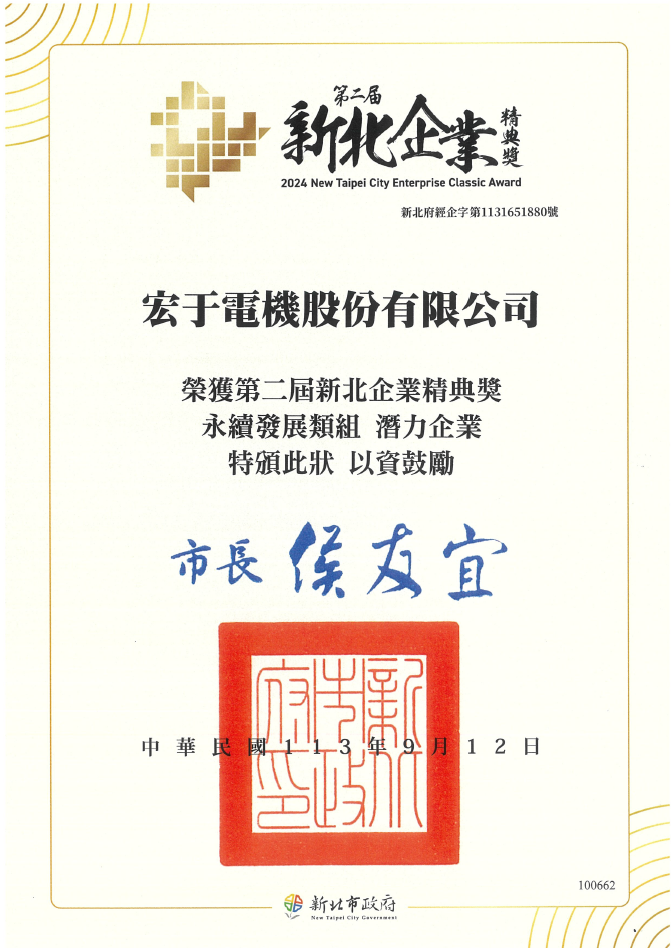 第二屆
新北企業精典獎
2024 New Taipei City Enterprise Classic Award
新北府經企字第1131651880號
宏于電機股份有限公司
榮獲第二屆新北企業精典獎
永續發展類組 潛力企業
特頒此狀 以資鼓勵
市長 侯友宜
新北市政府印
中華民國113年9月12日
100662
新北市政府
New Taipei City Government